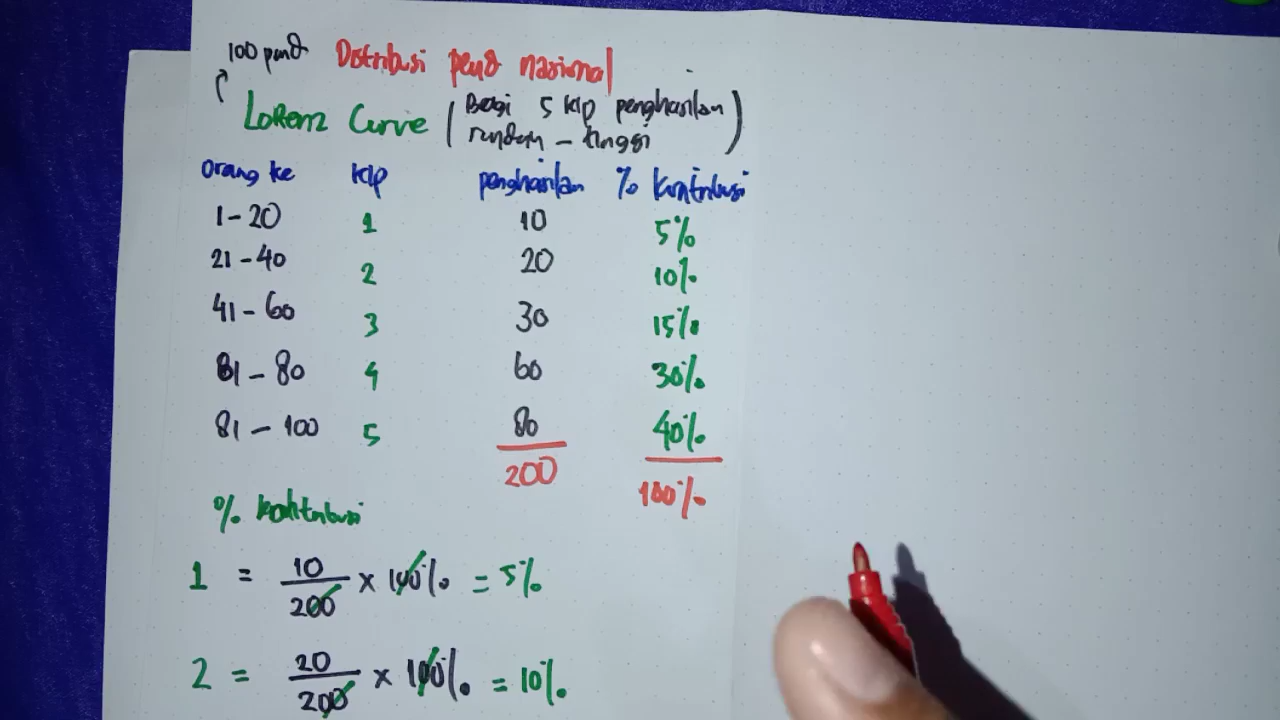 100 pend Distribusi pend nasional
Lorenz Curve ( Bagi 5 klp penghasilan
rendah - tinggi )
Orang ke klp penghasilan % kontribusi
1 - 20 1 10 5%
21 - 40 2 20 10%
41 - 60 3 30 15%
81 - 80 4 60 30%
81 - 100 5 80 40%
200 100%
% kontribusi
1 = 10/200 x 100% = 5%
2 = 20/200 x 100% = 10%